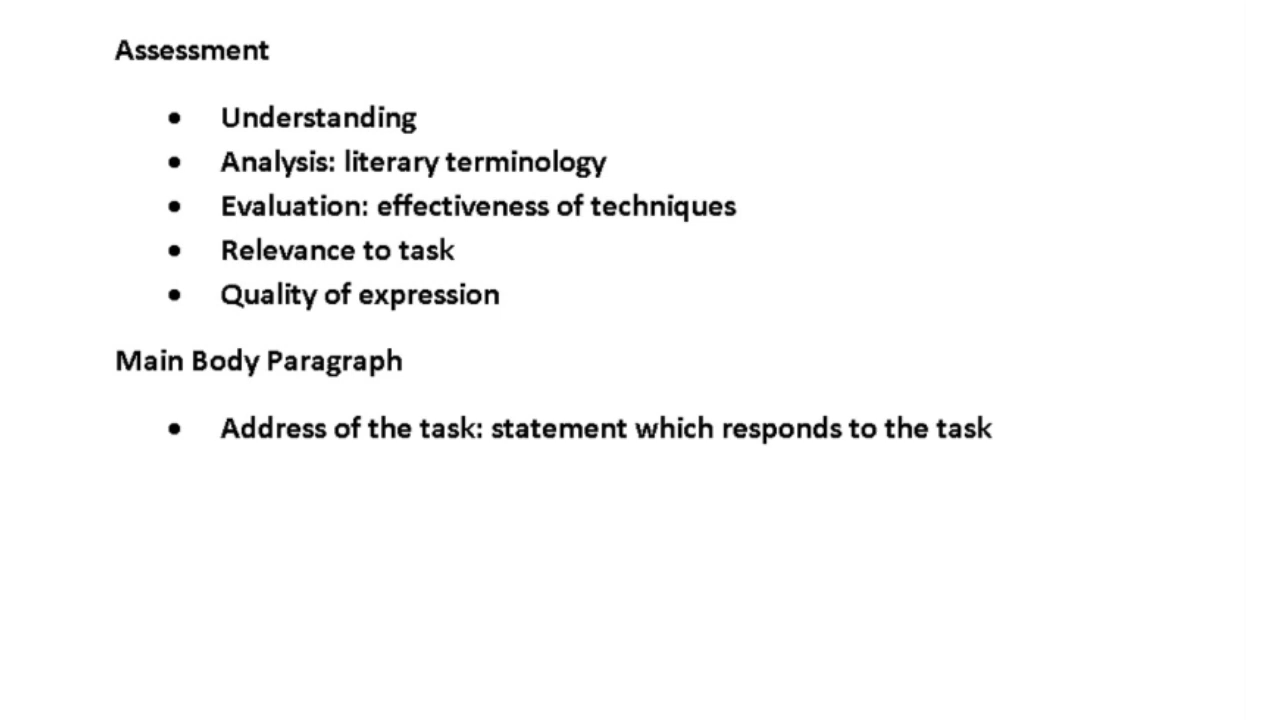 Assessment
• Understanding
• Analysis: literary terminology
• Evaluation: effectiveness of techniques
• Relevance to task
• Quality of expression
Main Body Paragraph
• Address of the task: statement which responds to the task